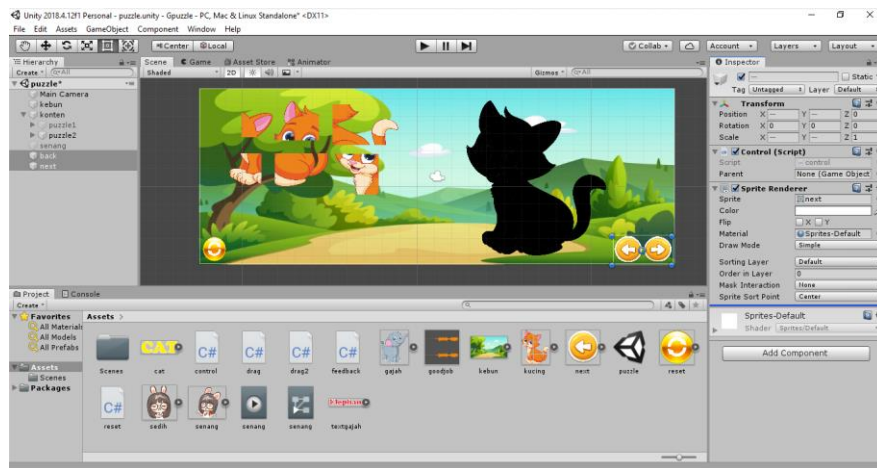 Unity 2018.4.12f1 Personal - puzzle.unity - Gpuzzle - PC, Mac & Linux Standalone* <DX11>
File Edit Assets GameObject Component Window Help
Center Local Collab Account Layers Layout
Hierarchy Scene Game Asset Store Animator Inspector
Create All Shaded 2D Gizmos All Static
puzzle* Tag Untagged Layer Default
Main Camera
kebun
konten
puzzle1
puzzle2
senang
back
next
Transform
Position X — Y — Z 0
Rotation X 0 Y 0 Z 0
Scale X — Y — Z 1
Control (Script)
Script control
Parent None (Game Object
Sprite Renderer
Sprite next
Color
Flip X Y
Material Sprites-Default
Draw Mode Simple
Sorting Layer Default
Order in Layer 0
Mask Interaction None
Sprite Sort Point Center
Sprites-Default
Shader Sprites/Default
Add Component
Project Console
Create
Favorites
All Materials
All Models
All Prefabs
Assets
Scenes
Packages
Assets >
CAT C# C# C# C#
Scenes cat control drag drag2 feedback gajah goodjob kebun kucing next puzzle reset
C#
reset sedih senang senang senang textgajah